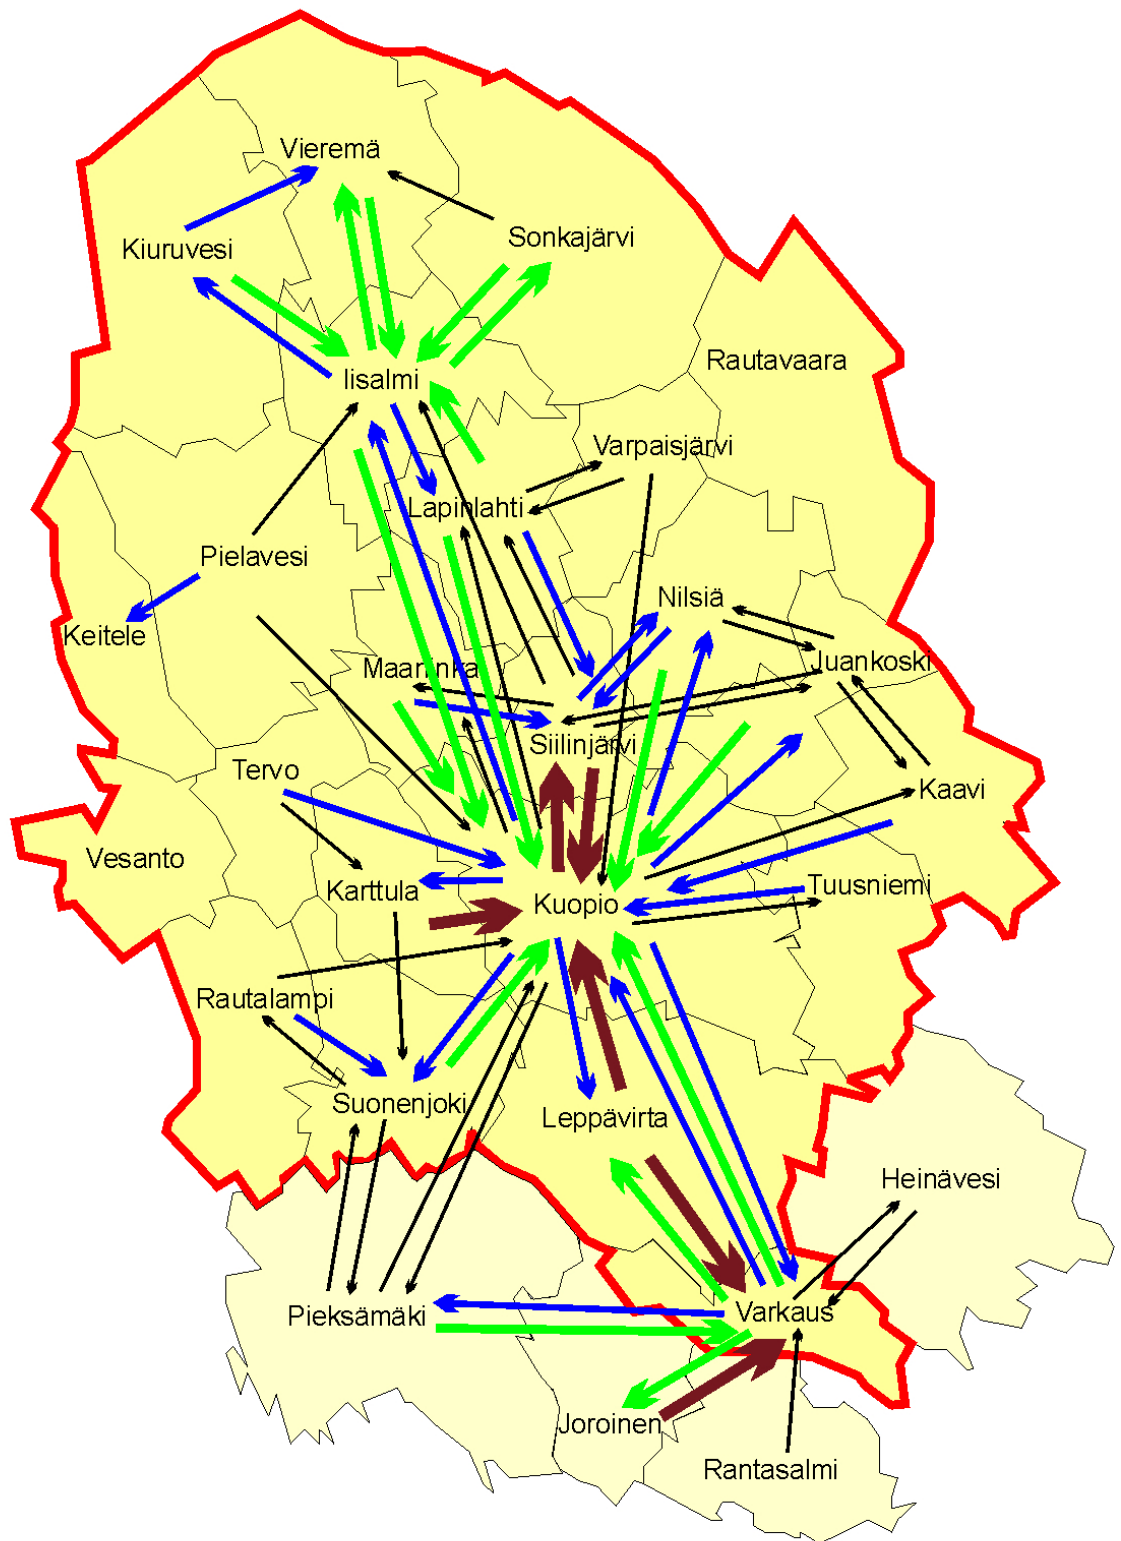 Vieremä
Sonkajärvi
Kiuruvesi
Rautavaara
Iisalmi
Varpaisjärvi
Lapinlahti
Pielavesi
Nilsiä
Keitele
Maaninka
Juankoski
Siilinjärvi
Tervo
Kaavi
Vesanto
Karttula
Tuusniemi
Kuopio
Rautalampi
Suonenjoki
Leppävirta
Heinävesi
Pieksämäki
Varkaus
Joroinen
Rantasalmi